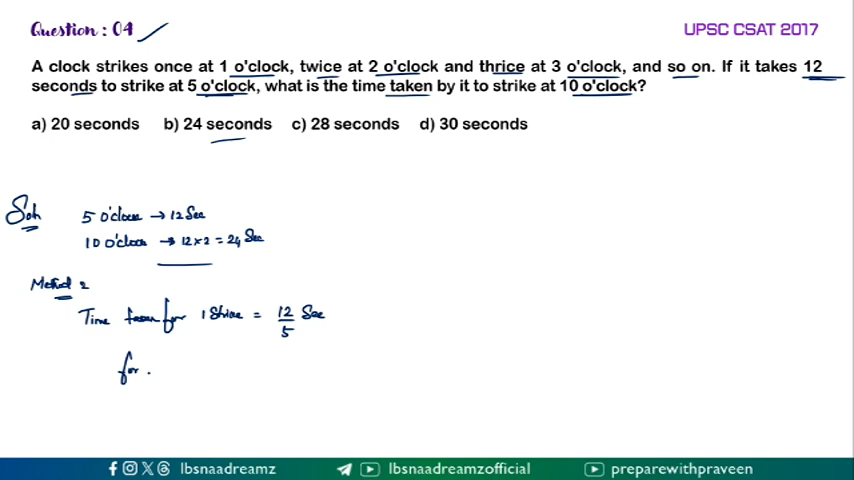 Question : 04
UPSC CSAT 2017
A clock strikes once at 1 o'clock, twice at 2 o'clock and thrice at 3 o'clock, and so on. If it takes 12
seconds to strike at 5 o'clock, what is the time taken by it to strike at 10 o'clock?
a) 20 seconds b) 24 seconds c) 28 seconds d) 30 seconds
Soln
5 o'clock → 12 Sec
10 o'clock → 12 x 2 = 24 Sec
Method 2
Time taken for 1 Strike = 12/5 Sec
for
lbsnaadreamz lbsnaadreamzofficial preparewithpraveen